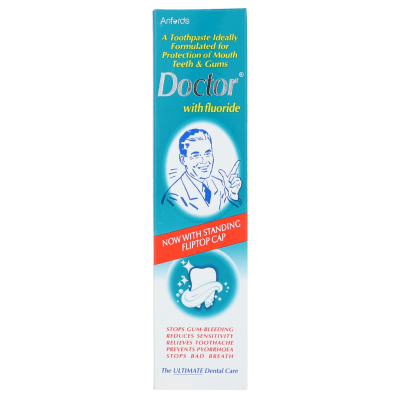 Anfords
A Toothpaste Ideally
Formulated for
Protection of Mouth
Teeth & Gums
Doctor®
with fluoride
NOW WITH STANDING
FLIPTOP CAP
STOPS GUM-BLEEDING
REDUCES SENSITIVITY
RELIEVES TOOTHACHE
PREVENTS PYORRHOEA
STOPS BAD BREATH
The ULTIMATE Dental Care